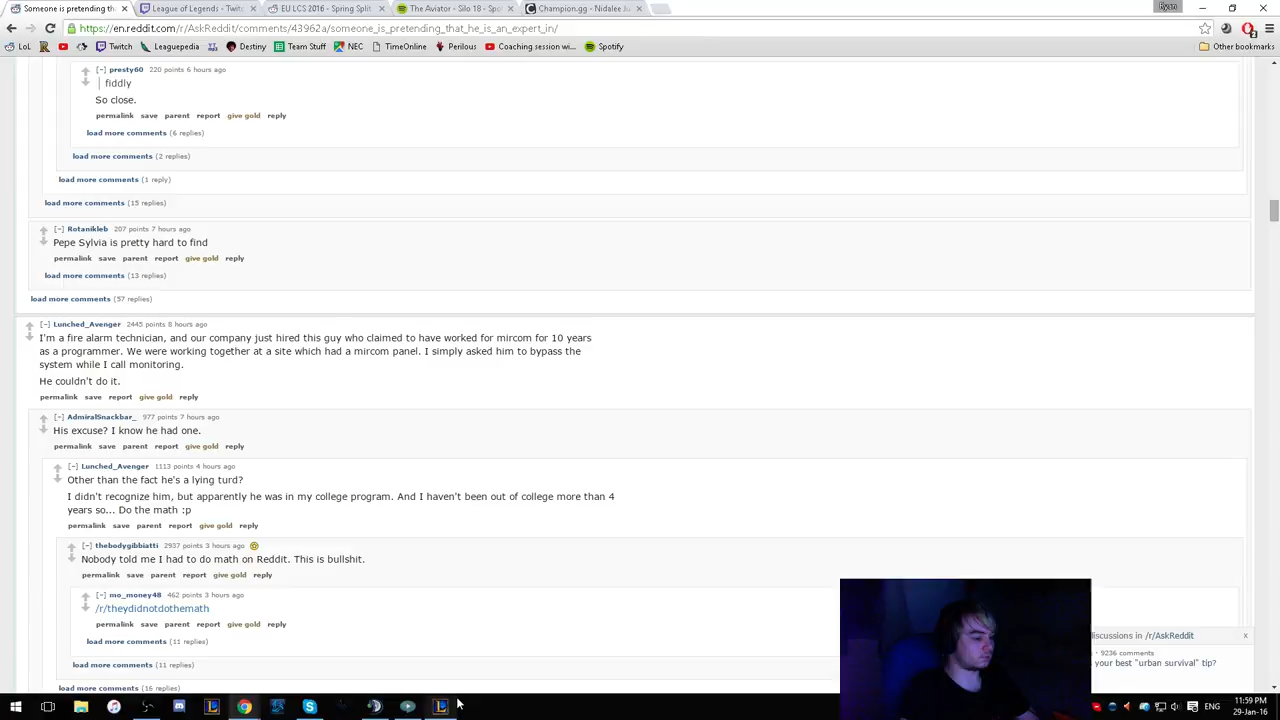 Someone is pretending th
League of Legends - Twitc
EU LCS 2016 - Spring Split
The Aviator - Silo 18 - Spot
Champion.gg - Nidalee Ju
Ryse
https://en.reddit.com/r/AskReddit/comments/43962a/someone_is_pretending_that_he_is_an_expert_in/
LoL
Riot
Twitch
Leaguepedia
Destiny
Team Stuff
NEC
TimeOnline
Perilous
Coaching session wi
Spotify
Other bookmarks
[–] presty60 220 points 6 hours ago
fiddly
So close.
permalink save parent report give gold reply
load more comments (6 replies)
load more comments (2 replies)
load more comments (1 reply)
load more comments (15 replies)
[–] Rotanikleb 207 points 7 hours ago
Pepe Sylvia is pretty hard to find
permalink save parent report give gold reply
load more comments (13 replies)
load more comments (57 replies)
[–] Lunched_Avenger 2445 points 8 hours ago
I'm a fire alarm technician, and our company just hired this guy who claimed to have worked for mircom for 10 years
as a programmer. We were working together at a site which had a mircom panel. I simply asked him to bypass the
system while I call monitoring.
He couldn't do it.
permalink save report give gold reply
[–] AdmiralSnackbar_ 977 points 7 hours ago
His excuse? I know he had one.
permalink save parent report give gold reply
[–] Lunched_Avenger 1113 points 4 hours ago
Other than the fact he's a lying turd?
I didn't recognize him, but apparently he was in my college program. And I haven't been out of college more than 4
years so... Do the math :p
permalink save parent report give gold reply
[–] thebodygibbiatti 2937 points 3 hours ago
Nobody told me I had to do math on Reddit. This is bullshit.
permalink save parent report give gold reply
[–] mo_money48 462 points 3 hours ago
/r/theydidnotdothemath
permalink save parent report give gold reply
load more comments (11 replies)
load more comments (11 replies)
load more comments (16 replies)
discussions in /r/AskReddit x
• 9236 comments
your best "urban survival" tip?
ENG
11:59 PM
29-Jan-16